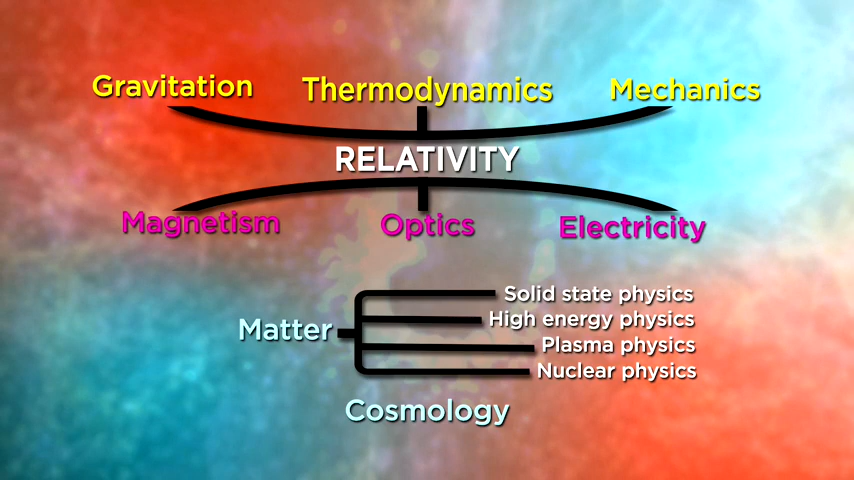 Gravitation Thermodynamics Mechanics
RELATIVITY
Magnetism Optics Electricity
Solid state physics
High energy physics
Matter
Plasma physics
Nuclear physics
Cosmology